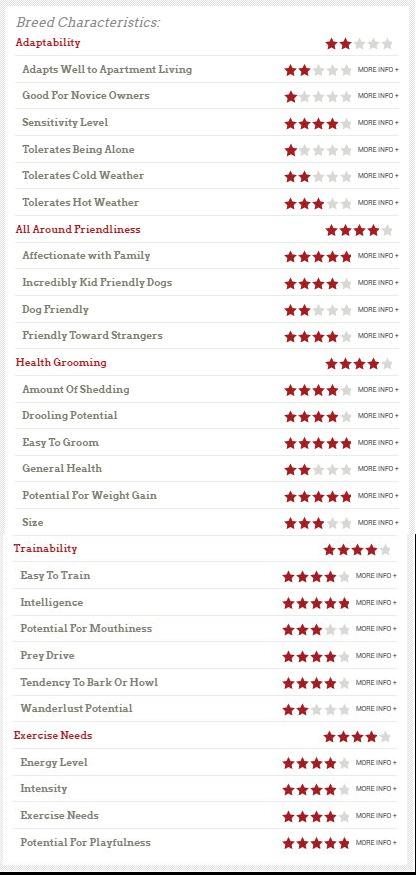 Breed Characteristics:
Adaptability
Adapts Well to Apartment Living MORE INFO +
Good For Novice Owners MORE INFO +
Sensitivity Level MORE INFO +
Tolerates Being Alone MORE INFO +
Tolerates Cold Weather MORE INFO +
Tolerates Hot Weather MORE INFO +
All Around Friendliness
Affectionate with Family MORE INFO +
Incredibly Kid Friendly Dogs MORE INFO +
Dog Friendly MORE INFO +
Friendly Toward Strangers MORE INFO +
Health Grooming
Amount Of Shedding MORE INFO +
Drooling Potential MORE INFO +
Easy To Groom MORE INFO +
General Health MORE INFO +
Potential For Weight Gain MORE INFO +
Size MORE INFO +
Trainability
Easy To Train MORE INFO +
Intelligence MORE INFO +
Potential For Mouthiness MORE INFO +
Prey Drive MORE INFO +
Tendency To Bark Or Howl MORE INFO +
Wanderlust Potential MORE INFO +
Exercise Needs
Energy Level MORE INFO +
Intensity MORE INFO +
Exercise Needs MORE INFO +
Potential For Playfulness MORE INFO +